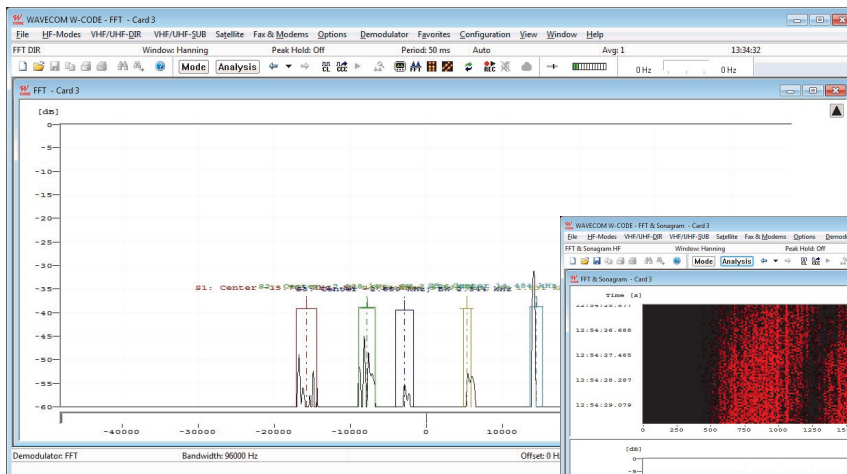 WAVECOM W-CODE - FFT - Card 3
File HF-Modes VHF/UHF-DIR VHF/UHF-SUB Satellite Fax & Modems Options Demodulator Favorites Configuration View Window Help
FFT DIR Window: Hanning Peak Hold: Off Period: 50 ms Auto Avg: 1 13:34:32
Mode Analysis CL CCC REC 0 Hz 0 Hz
FFT - Card 3
[dB]
0
-5
-10
-15
-20
-25
-30
-35
S1: Center
-40
-45
-50
-55
-60
-40000 -30000 -20000 -10000 0 10000
Demodulator: FFT Bandwidth: 96000 Hz Offset: 0 H
WAVECOM W-CODE - FFT & Sonagram - Card 3
File HF-Modes VHF/UHF-DIR VHF/UHF-SUB Satellite Fax & Modems Options Demod
FFT & Sonagram HF Window: Hanning Peak Hold: Off
Mode Analysis CL CCC
FFT & Sonagram - Card 3
Time [s]
12:54:26.688
12:54:27.485
12:54:28.287
12:54:29.079
0 250 500 750 1000 1250 150
[dB]
0
-5